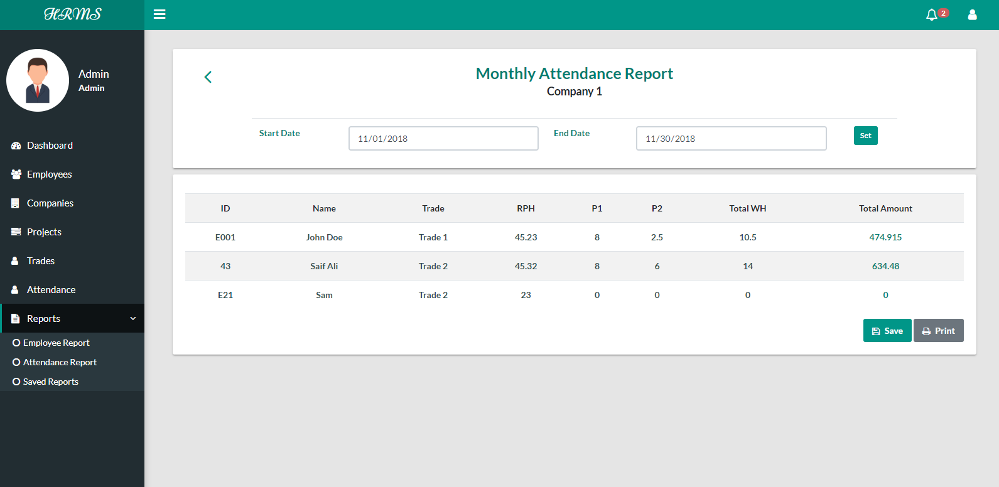 HRMS
2
Admin
Admin
Dashboard
Employees
Companies
Projects
Trades
Attendance
Reports
Employee Report
Attendance Report
Saved Reports
Monthly Attendance Report
Company 1
Start Date 11/01/2018 End Date 11/30/2018 Set
ID Name Trade RPH P1 P2 Total WH Total Amount
E001 John Doe Trade 1 45.23 8 2.5 10.5 474.915
43 Saif Ali Trade 2 45.32 8 6 14 634.48
E21 Sam Trade 2 23 0 0 0 0
Save Print